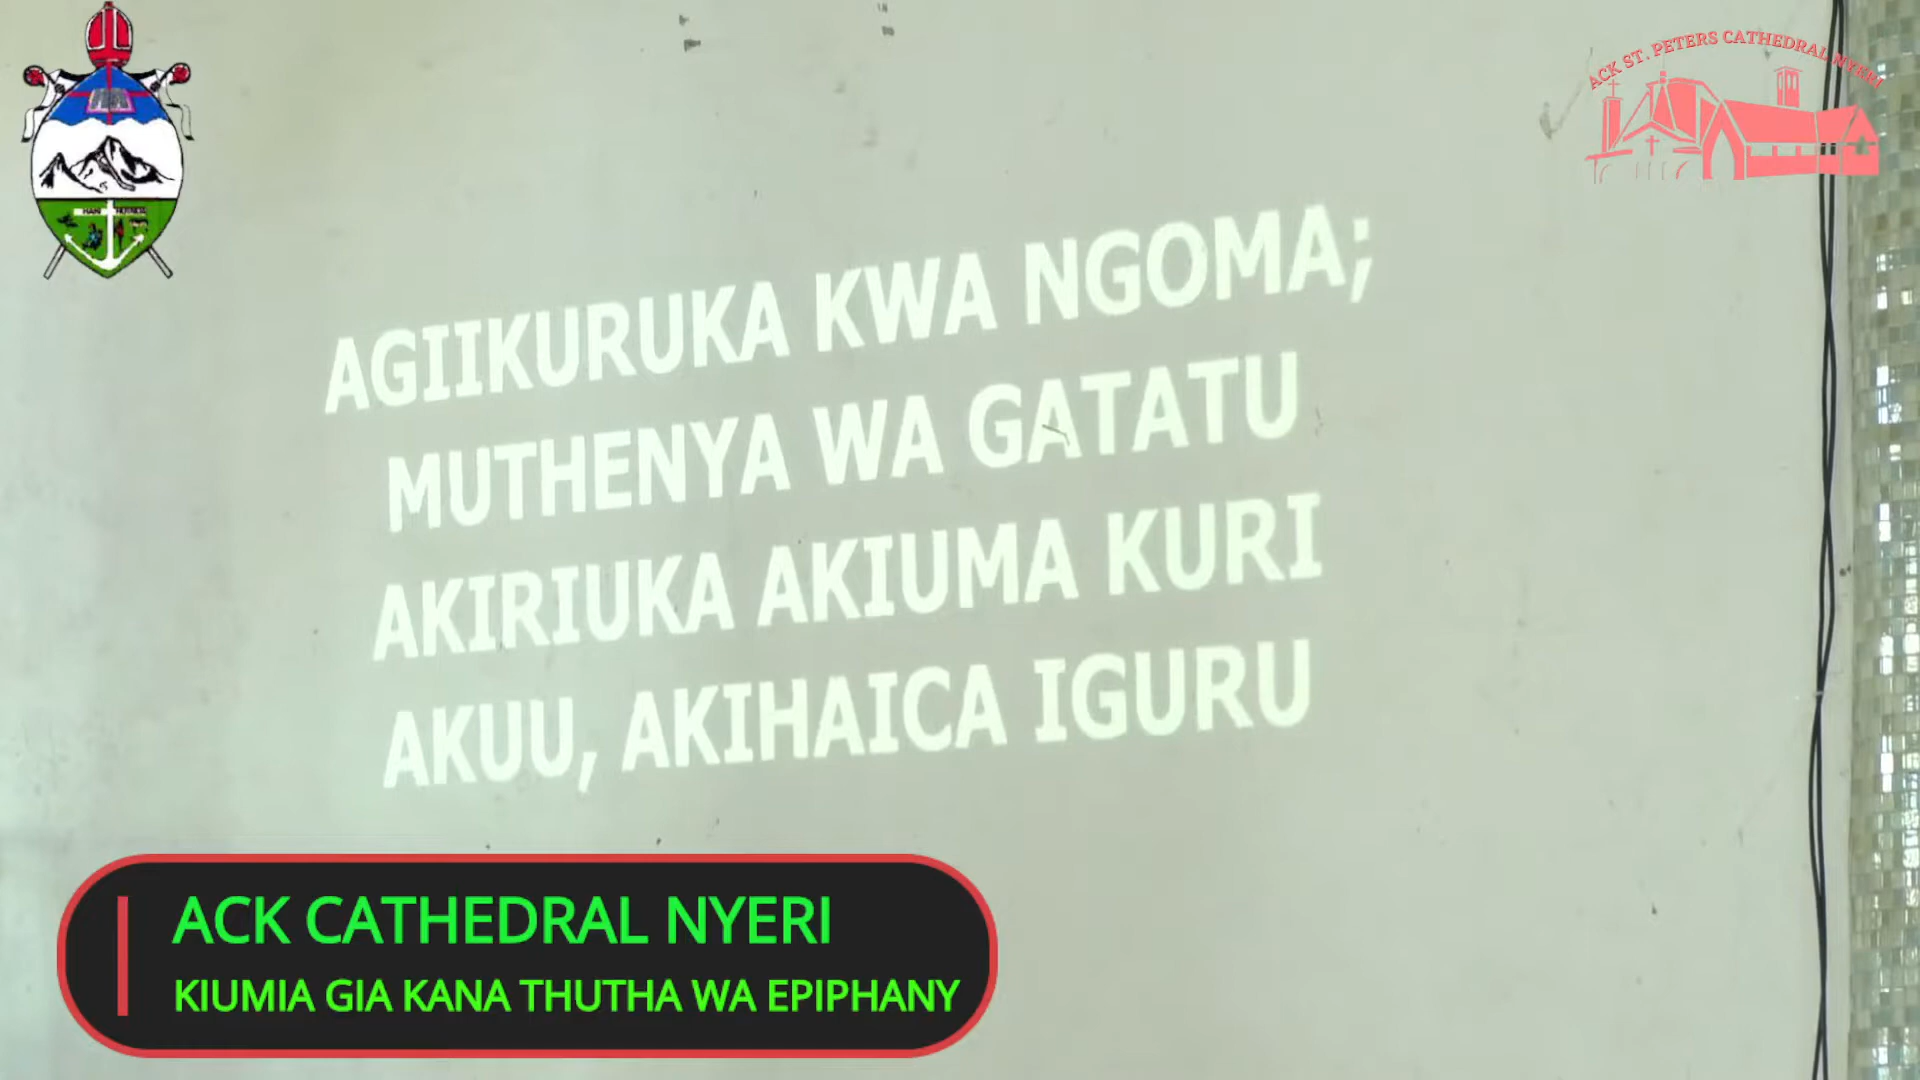 ACK ST. PETERS CATHEDRAL NYERI
AGIIKURUKA KWA NGOMA;
MUTHENYA WA GATATU
AKIRIUKA AKIUMA KURI
AKUU, AKIHAICA IGURU
ACK CATHEDRAL NYERI
KIUMIA GIA KANA THUTHA WA EPIPHANY